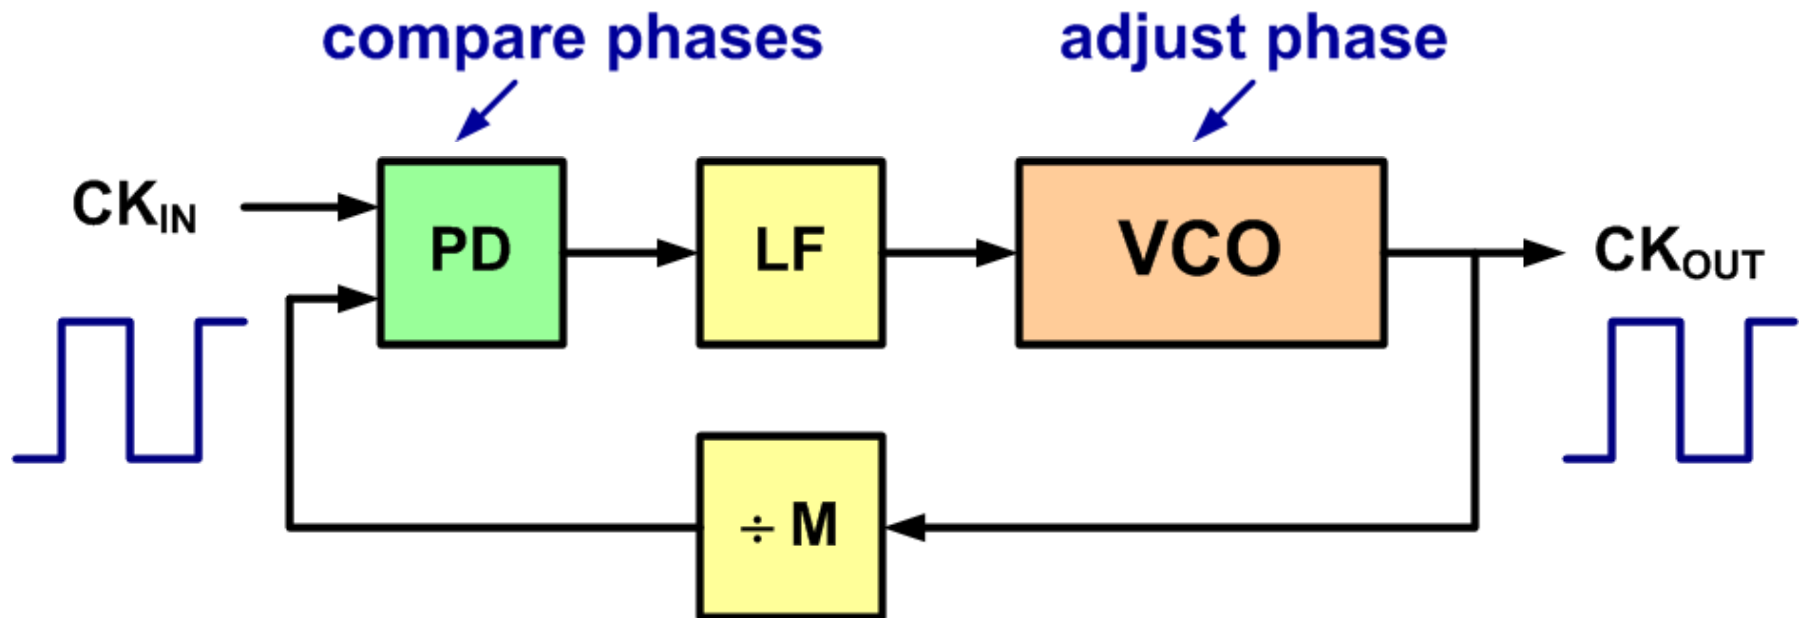 compare phases
adjust phase
CKIN
PD
LF
VCO
CKOUT
÷ M